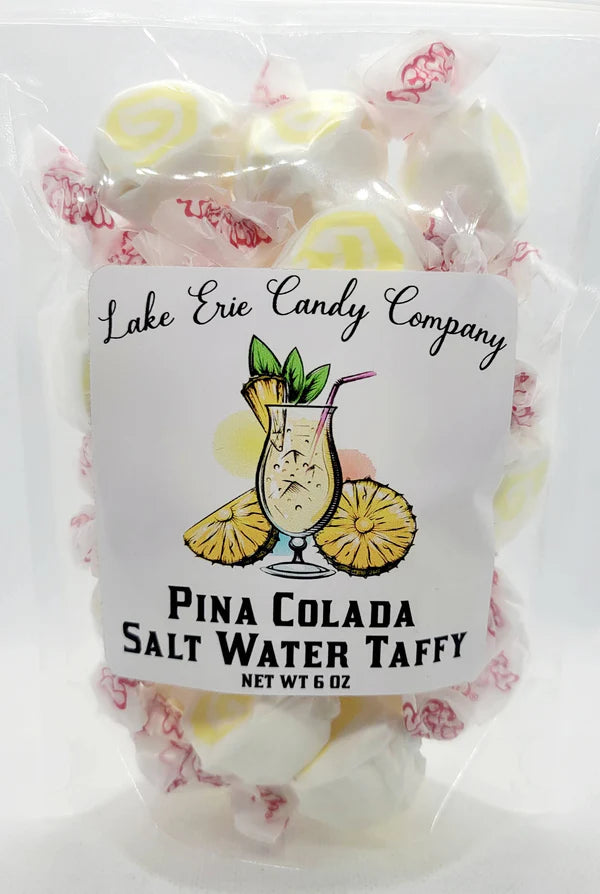 Lake Erie Candy Company
PINA COLADA
SALT WATER TAFFY
NET WT 6 OZ